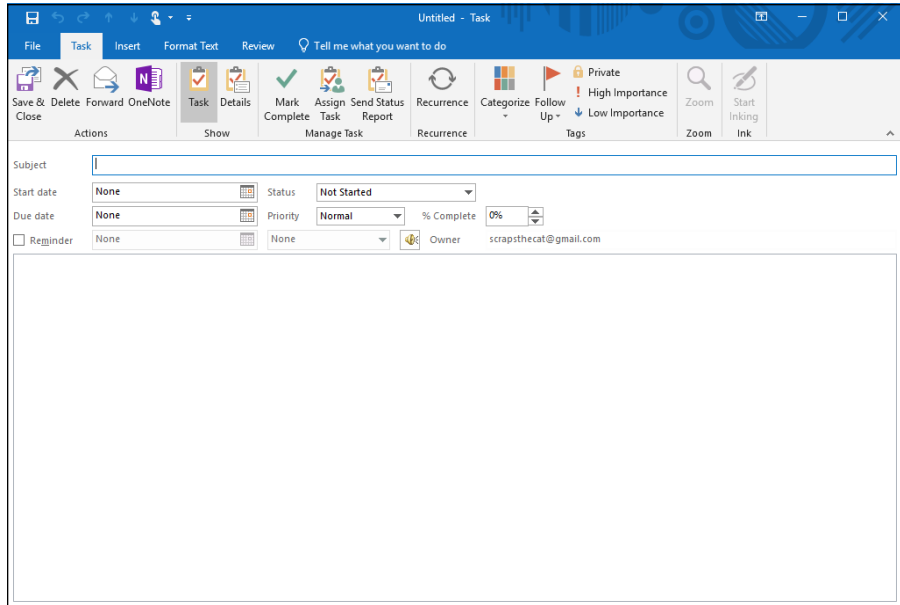 Untitled - Task
File Task Insert Format Text Review Tell me what you want to do
Save & Close Delete Forward OneNote Task Details Mark Complete Assign Task Send Status Report Recurrence Categorize Follow Up Private
High Importance
Low Importance
Zoom Start Inking
Actions Show Manage Task Recurrence Tags Zoom Ink
Subject
Start date None Status Not Started
Due date None Priority Normal % Complete 0%
Reminder None None Owner scrapsthecat@gmail.com